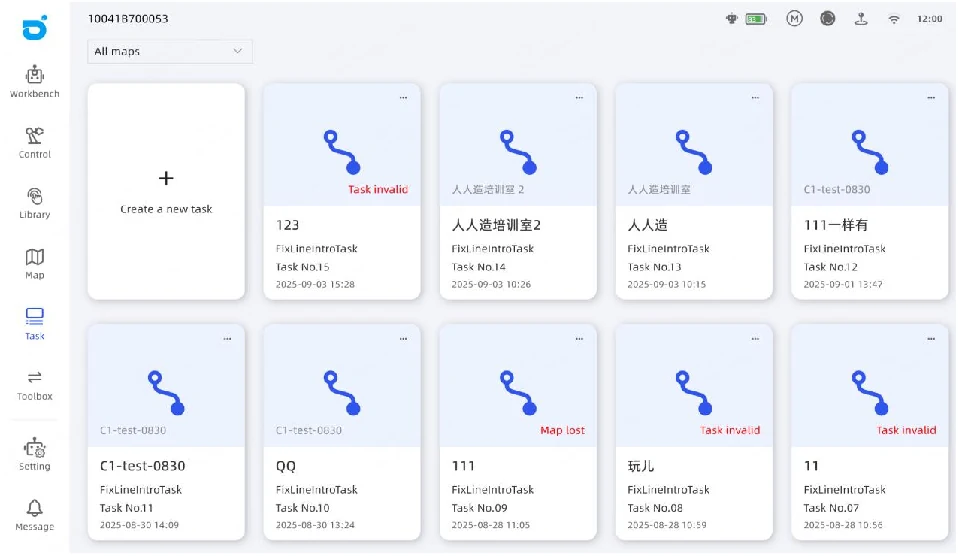 10041B700053
12:00
All maps
Workbench
Control
Library
Map
Task
Toolbox
Setting
Message
Create a new task
Task invalid
123
FixLineIntroTask
Task No.15
2025-09-03 15:28
人人造培训室 2
人人造培训室2
FixLineIntroTask
Task No.14
2025-09-03 10:26
人人造培训室
人人造
FixLineIntroTask
Task No.13
2025-09-03 10:15
C1-test-0830
111一样有
FixLineIntroTask
Task No.12
2025-09-01 13:47
C1-test-0830
C1-test-0830
FixLineIntroTask
Task No.11
2025-08-30 14:09
C1-test-0830
QQ
FixLineIntroTask
Task No.10
2025-08-30 13:24
Map lost
111
FixLineIntroTask
Task No.09
2025-08-28 11:05
Task invalid
玩儿
FixLineIntroTask
Task No.08
2025-08-28 10:59
Task invalid
11
FixLineIntroTask
Task No.07
2025-08-28 10:56